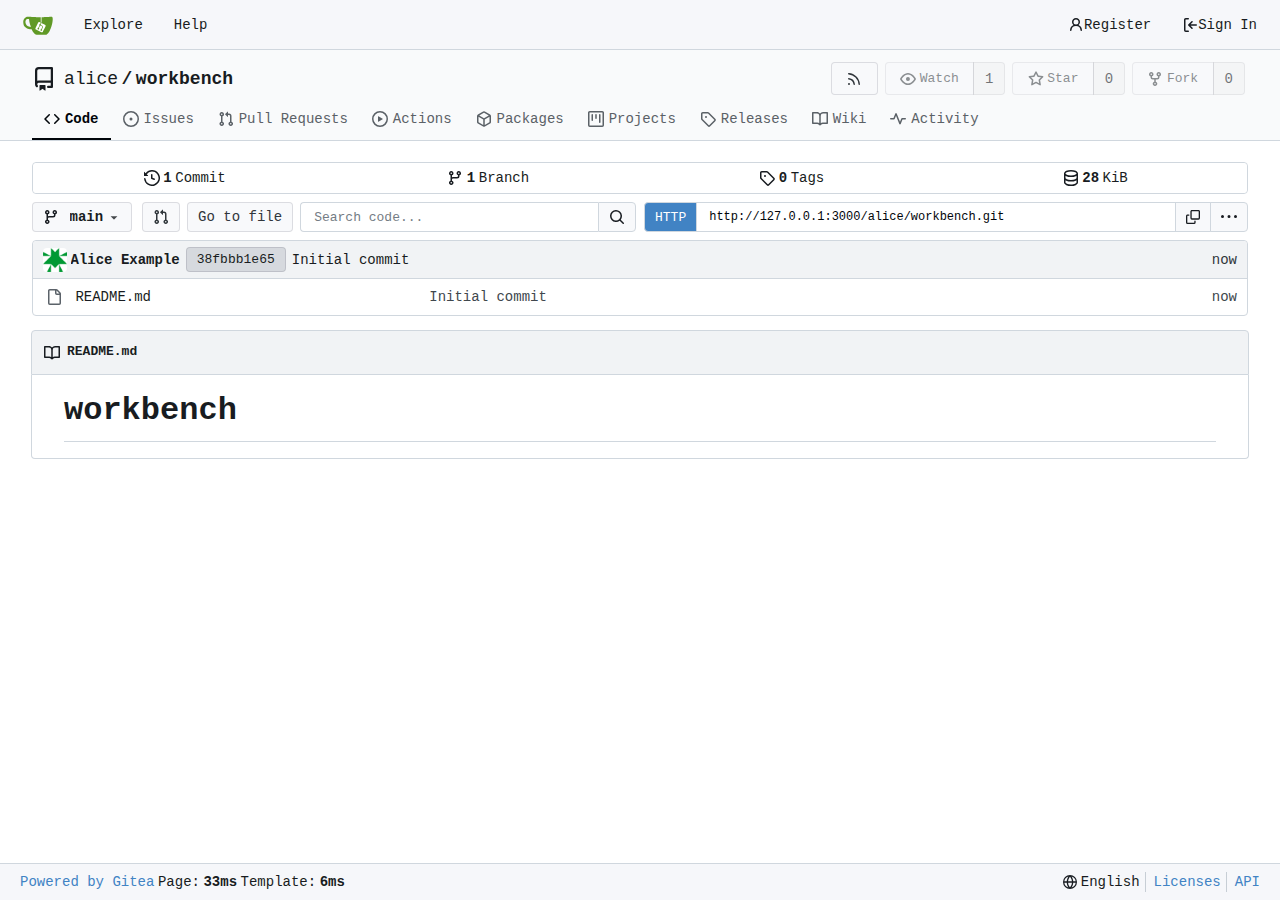 Explore Help Register Sign In
alice / workbench Watch 1 Star 0 Fork 0
Code Issues Pull Requests Actions Packages Projects Releases Wiki Activity
1 Commit 1 Branch 0 Tags 28 KiB
main Go to file Search code... HTTP http://127.0.0.1:3000/alice/workbench.git
Alice Example 38fbbb1e65 Initial commit now
README.md Initial commit now
README.md
workbench
Powered by Gitea Page: 33ms Template: 6ms English Licenses API